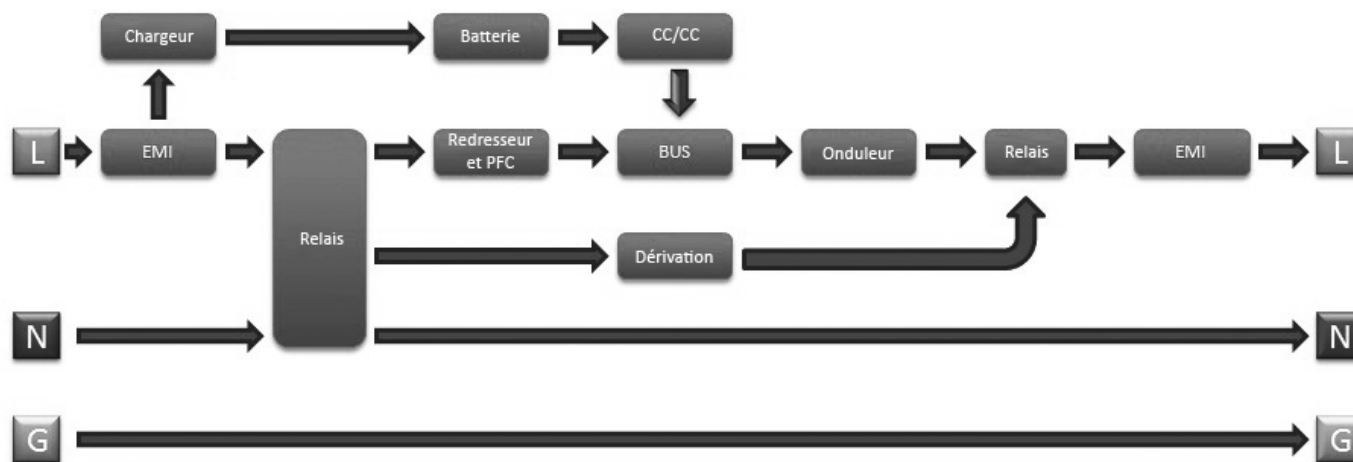 Chargeur
Batterie
CC/CC
L
EMI
Redresseur
et PFC
BUS
Onduleur
Relais
EMI
L
Relais
Dérivation
N
N
G
G